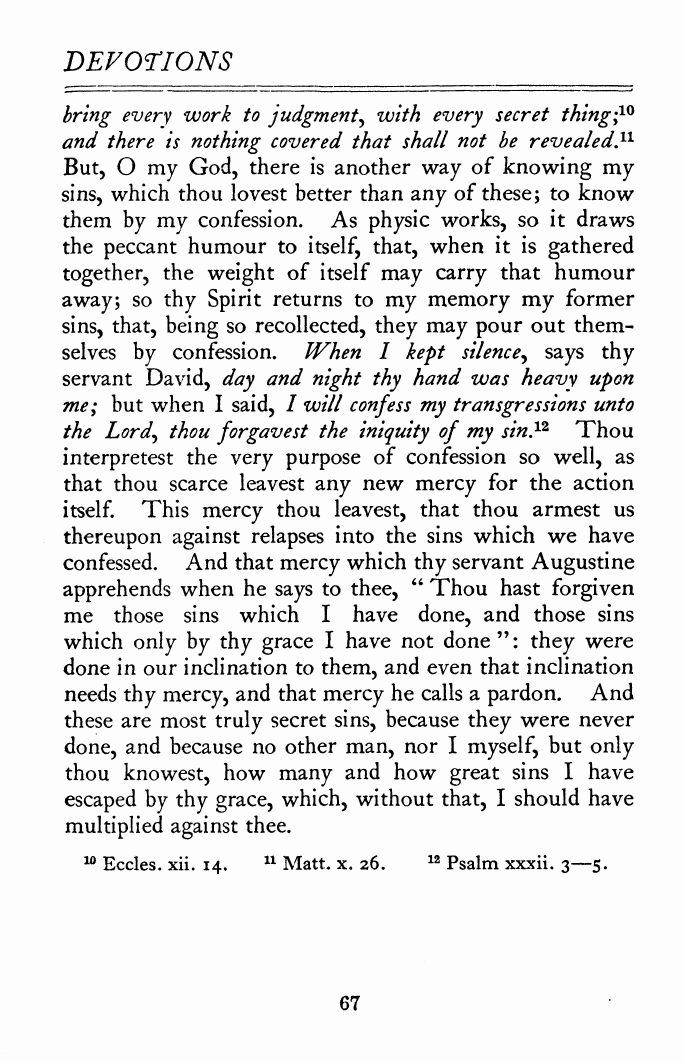 DEVOTIONS
bring every work to judgment, with every secret thing;¹⁰
and there is nothing covered that shall not be revealed.¹¹
But, O my God, there is another way of knowing my
sins, which thou lovest better than any of these; to know
them by my confession. As physic works, so it draws
the peccant humour to itself, that, when it is gathered
together, the weight of itself may carry that humour
away; so thy Spirit returns to my memory my former
sins, that, being so recollected, they may pour out them-
selves by confession. When I kept silence, says thy
servant David, day and night thy hand was heavy upon
me; but when I said, I will confess my transgressions unto
the Lord, thou forgavest the iniquity of my sin.¹² Thou
interpretest the very purpose of confession so well, as
that thou scarce leavest any new mercy for the action
itself. This mercy thou leavest, that thou armest us
thereupon against relapses into the sins which we have
confessed. And that mercy which thy servant Augustine
apprehends when he says to thee, “Thou hast forgiven
me those sins which I have done, and those sins
which only by thy grace I have not done”: they were
done in our inclination to them, and even that inclination
needs thy mercy, and that mercy he calls a pardon. And
these are most truly secret sins, because they were never
done, and because no other man, nor I myself, but only
thou knowest, how many and how great sins I have
escaped by thy grace, which, without that, I should have
multiplied against thee.
¹⁰ Eccles. xii. 14. ¹¹ Matt. x. 26. ¹² Psalm xxxii. 3—5.
67